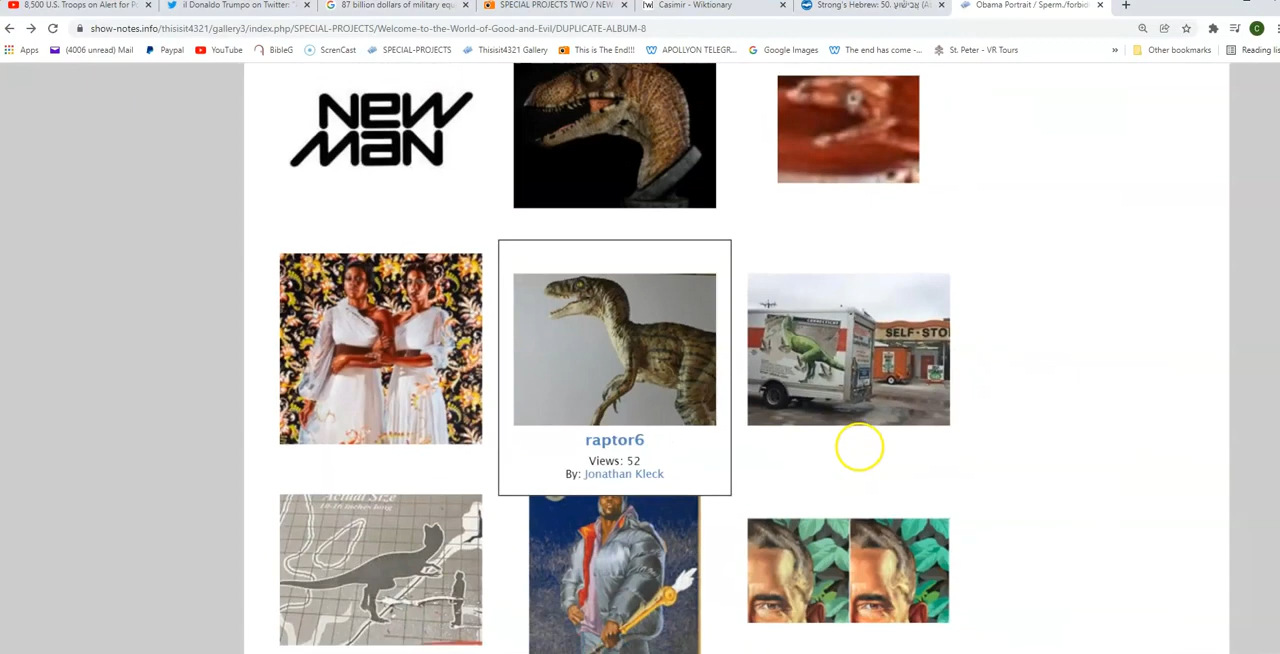 8,500 U.S. Troops on Alert for Po
il Donaldo Trumpo on Twitter: "
87 billion dollars of military equ
SPECIAL PROJECTS TWO / NEW
Casimir - Wiktionary
Strong's Hebrew: 50. אֲבִישׁוּעַ (A
Obama Portrait / Sperm./forbid
show-notes.info/thisisit4321/gallery3/index.php/SPECIAL-PROJECTS/Welcome-to-the-World-of-Good-and-Evil/DUPLICATE-ALBUM-8
Apps
(4006 unread) Mail
Paypal
YouTube
BibleG
ScrenCast
SPECIAL-PROJECTS
Thisisit4321 Gallery
This is The End!!!
APOLLYON TELEGR...
Google Images
The end has come -...
St. Peter - VR Tours
»
Other bookmarks
Reading lis
NEW
MAN
CONNECTICUT
SELF-STO
raptor6
Views: 52
By: Jonathan Kleck
Actual Size